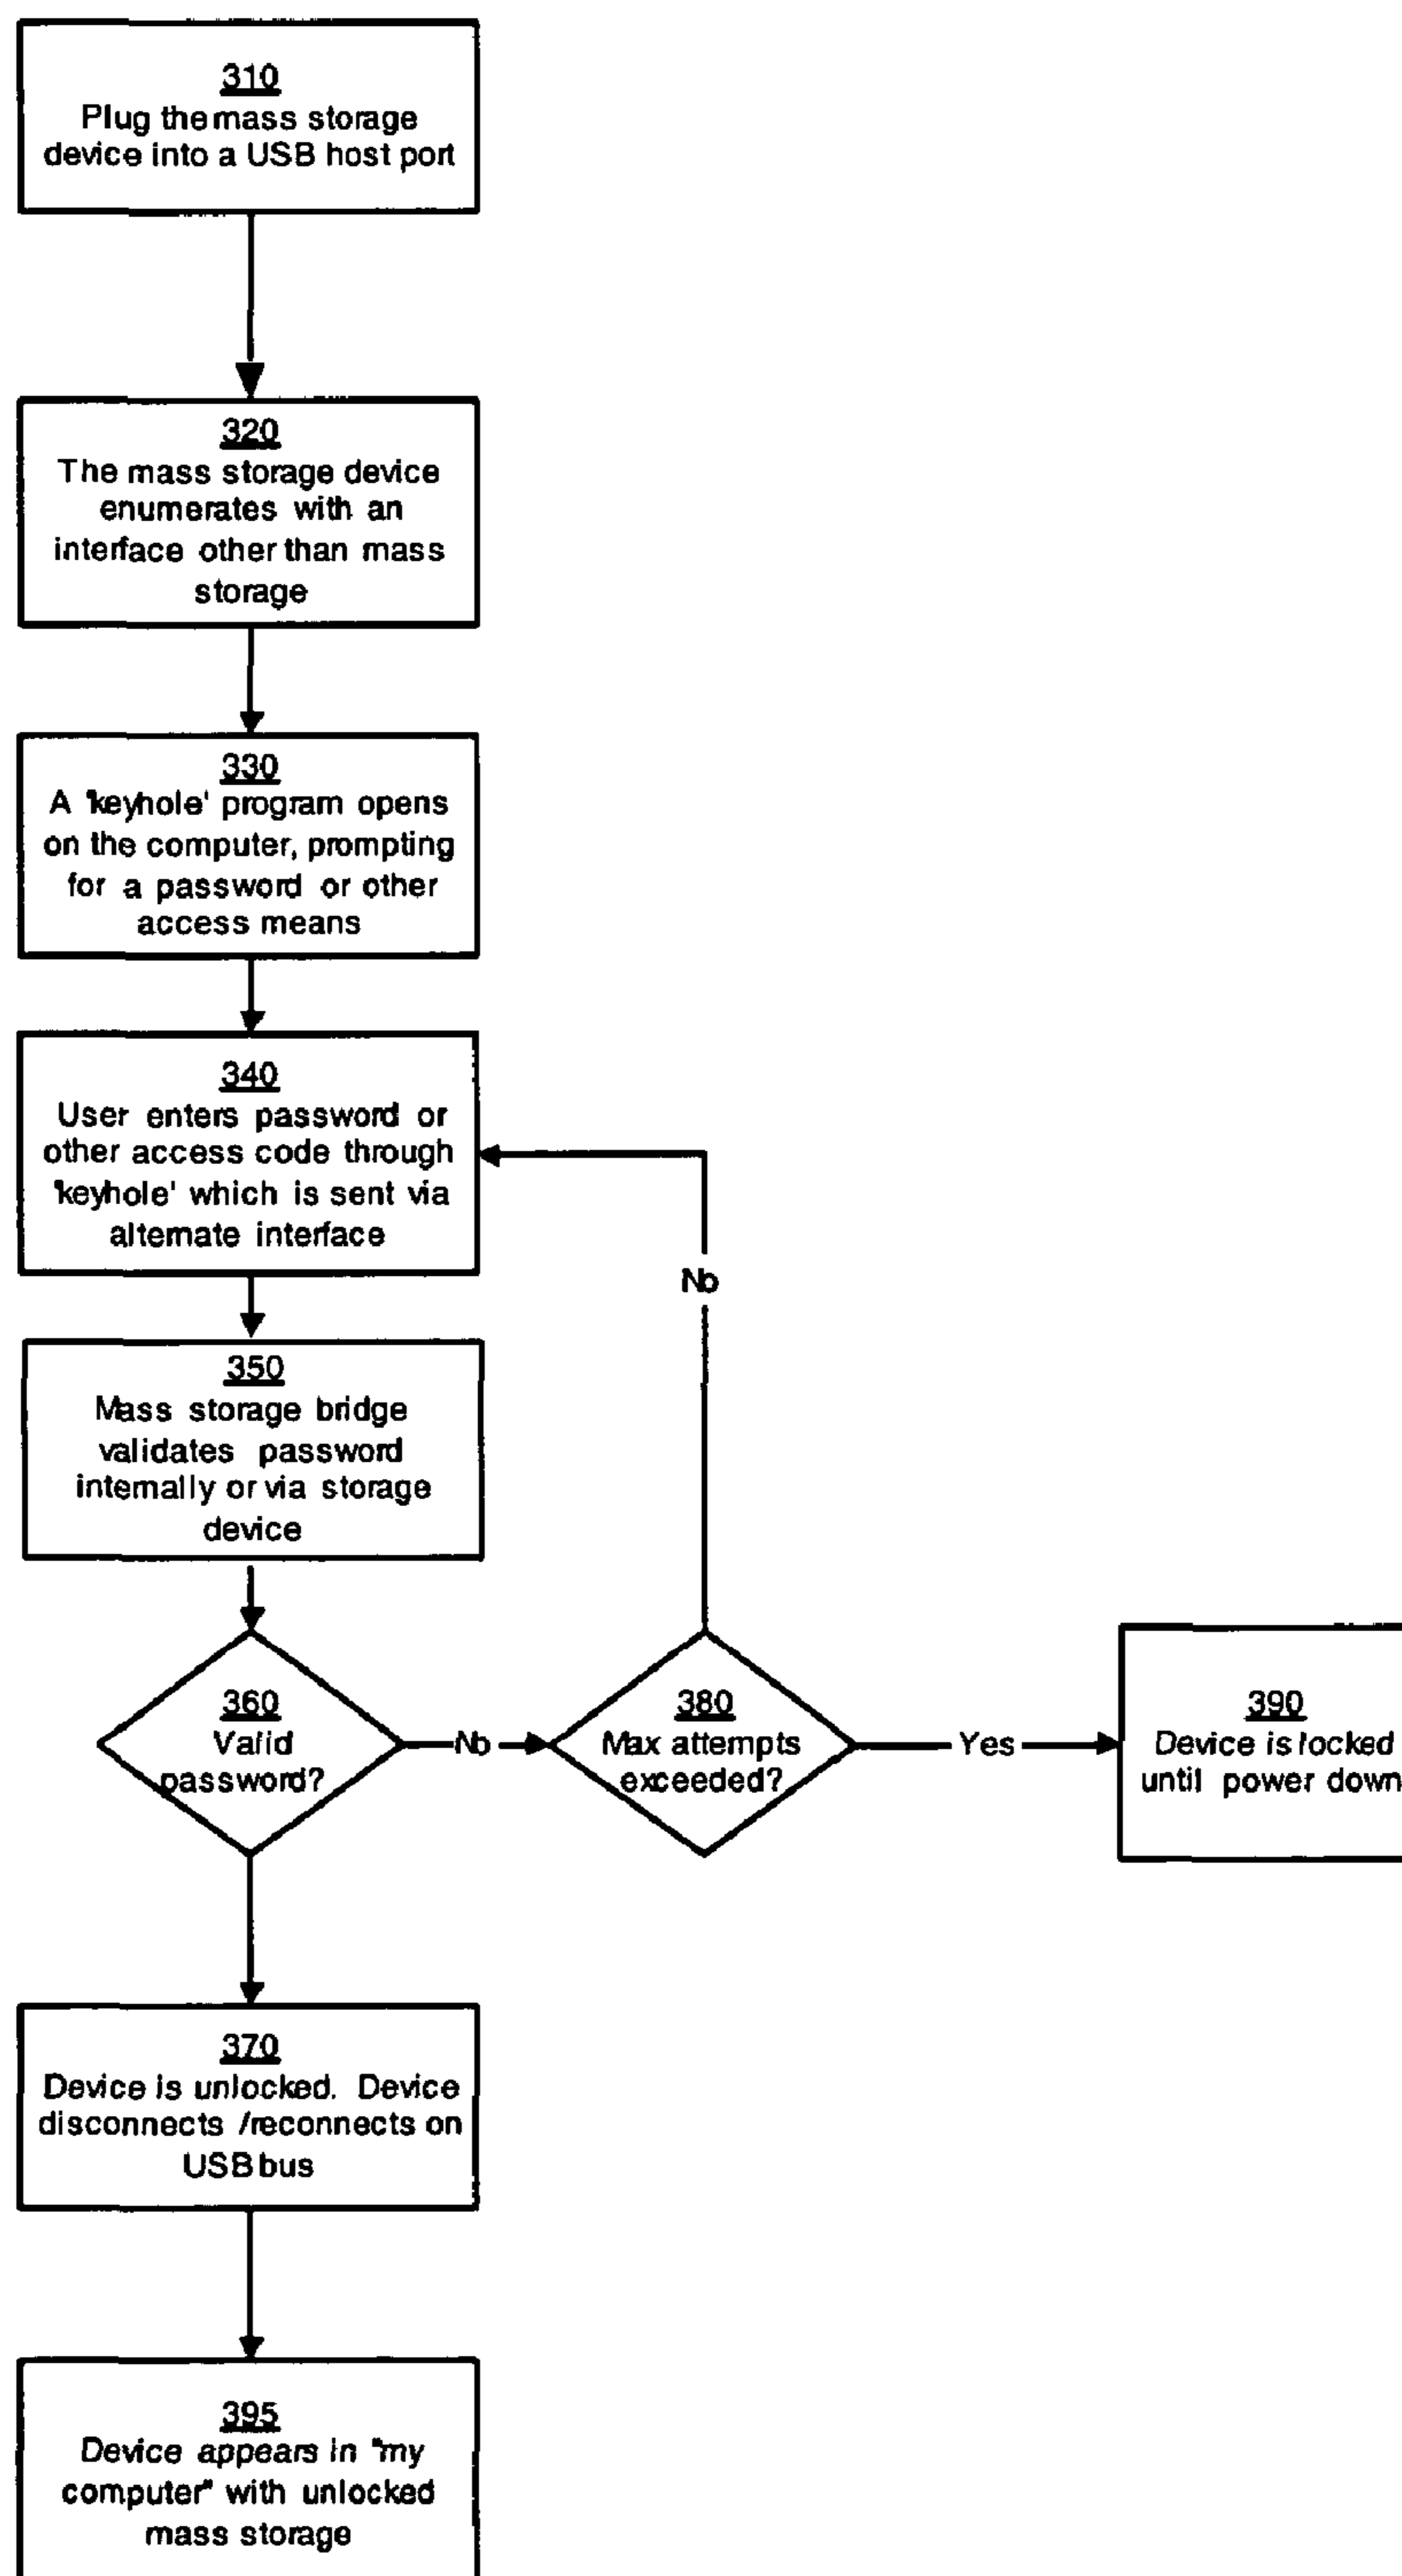 310
Plug the mass storage
device into a USB host port
320
The mass storage device
enumerates with an
interface other than mass
storage
330
A 'keyhole' program opens
on the computer, prompting
for a password or other
access means
340
User enters password or
other access code through
'keyhole' which is sent via
alternate interface
No
350
Mass storage bridge
validates password
internally or via storage
device
360
Valid
password?
No
380
Max attempts
exceeded?
Yes
390
Device is locked
until power down
370
Device is unlocked. Device
disconnects /reconnects on
USB bus
395
Device appears in "my
computer" with unlocked
mass storage